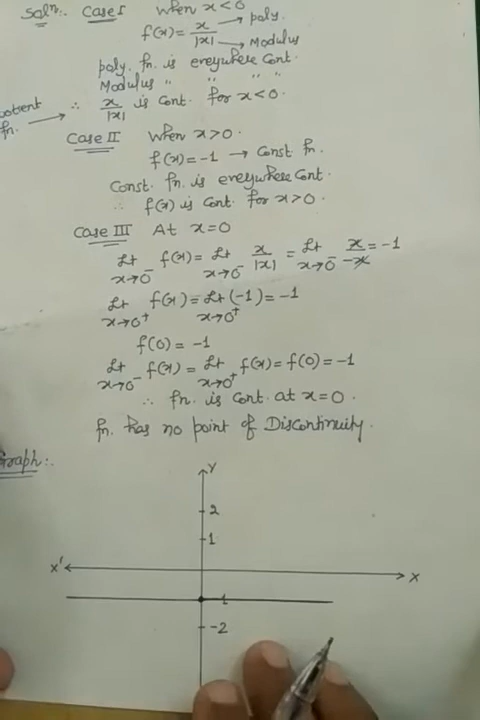 Soln. Case I When x < 0
f(x) = x/|x| → poly. → Modulus
poly. fn. is ereywhere Cont.
Modulus " " " "
fn. → ∴ x/|x| is Cont. for x < 0.
Case II When x > 0.
f(x) = -1 → Const fn.
Const. fn. is ereywhere Cont.
∴ f(x) is Cont. for x > 0.
Case III At x = 0
Lt x→0⁻ f(x) = Lt x→0⁻ x/|x| = Lt x→0⁻ x/-x = -1
Lt x→0⁺ f(x) = Lt x→0⁺ (-1) = -1
f(0) = -1
Lt x→0⁻ f(x) = Lt x→0⁺ f(x) = f(0) = -1
∴ fn. is Cont. at x = 0.
fn. has no point of Discontinuity.
Graph:.
Y
2
1
X' X
-1
-2